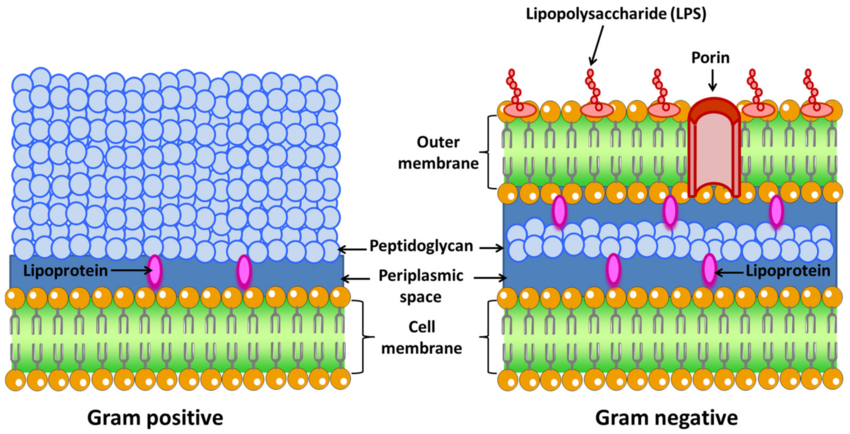 Lipopolysaccharide (LPS)
Porin
Outer
membrane
Peptidoglycan
Lipoprotein
Lipoprotein
Periplasmic
space
Cell
membrane
Gram positive
Gram negative